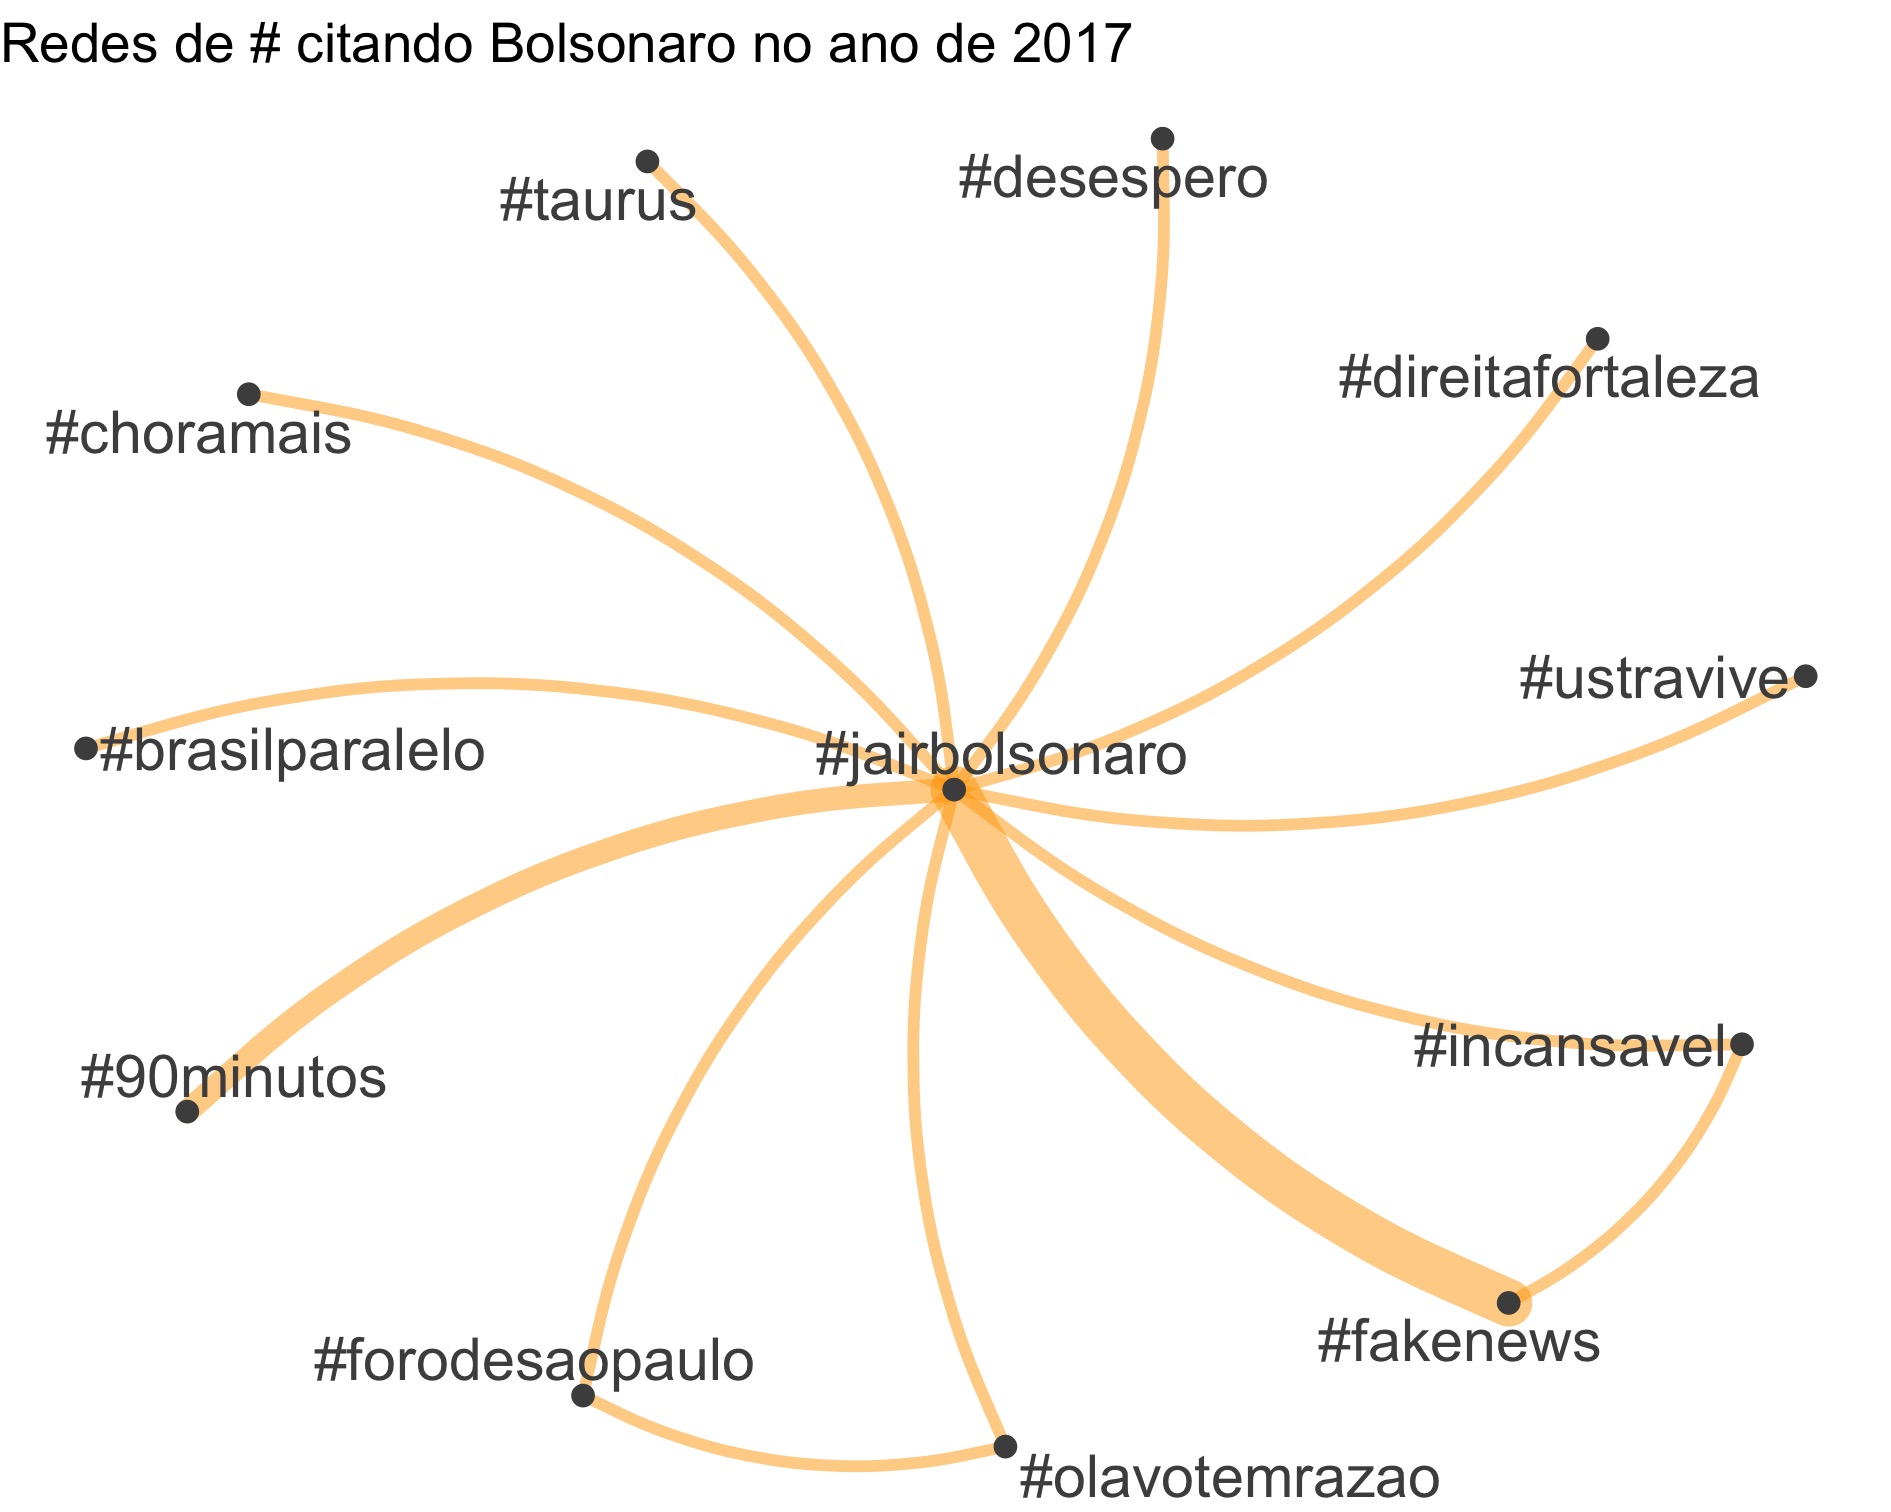 Redes de # citando Bolsonaro no ano de 2017
#desespero
#taurus
#direitafortaleza
#choramais
#ustravive
#brasilparalelo
#jairbolsonaro
#incansavel
#90minutos
#fakenews
#forodesaopaulo
#olavotemrazao